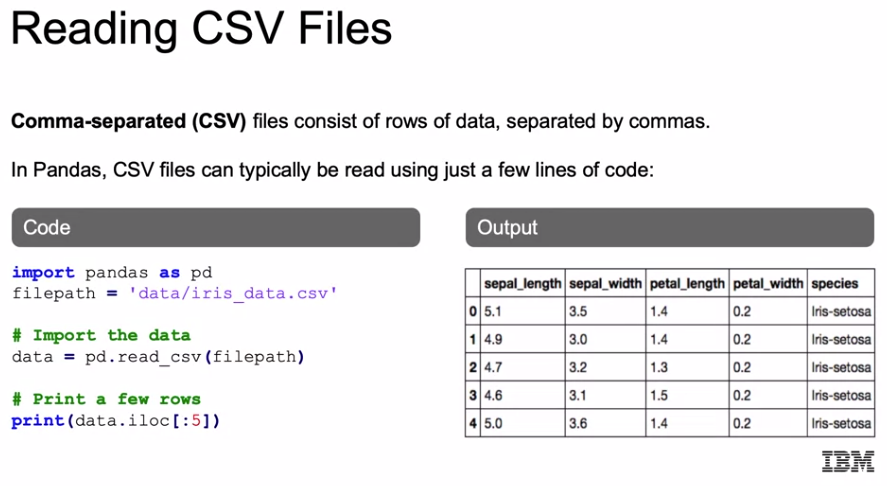 Reading CSV Files
Comma-separated (CSV) files consist of rows of data, separated by commas.
In Pandas, CSV files can typically be read using just a few lines of code:
Code
import pandas as pd
filepath = 'data/iris_data.csv'
# Import the data
data = pd.read_csv(filepath)
# Print a few rows
print(data.iloc[:5])
Output
sepal_length sepal_width petal_length petal_width species
0 5.1 3.5 1.4 0.2 Iris-setosa
1 4.9 3.0 1.4 0.2 Iris-setosa
2 4.7 3.2 1.3 0.2 Iris-setosa
3 4.6 3.1 1.5 0.2 Iris-setosa
4 5.0 3.6 1.4 0.2 Iris-setosa
IBM